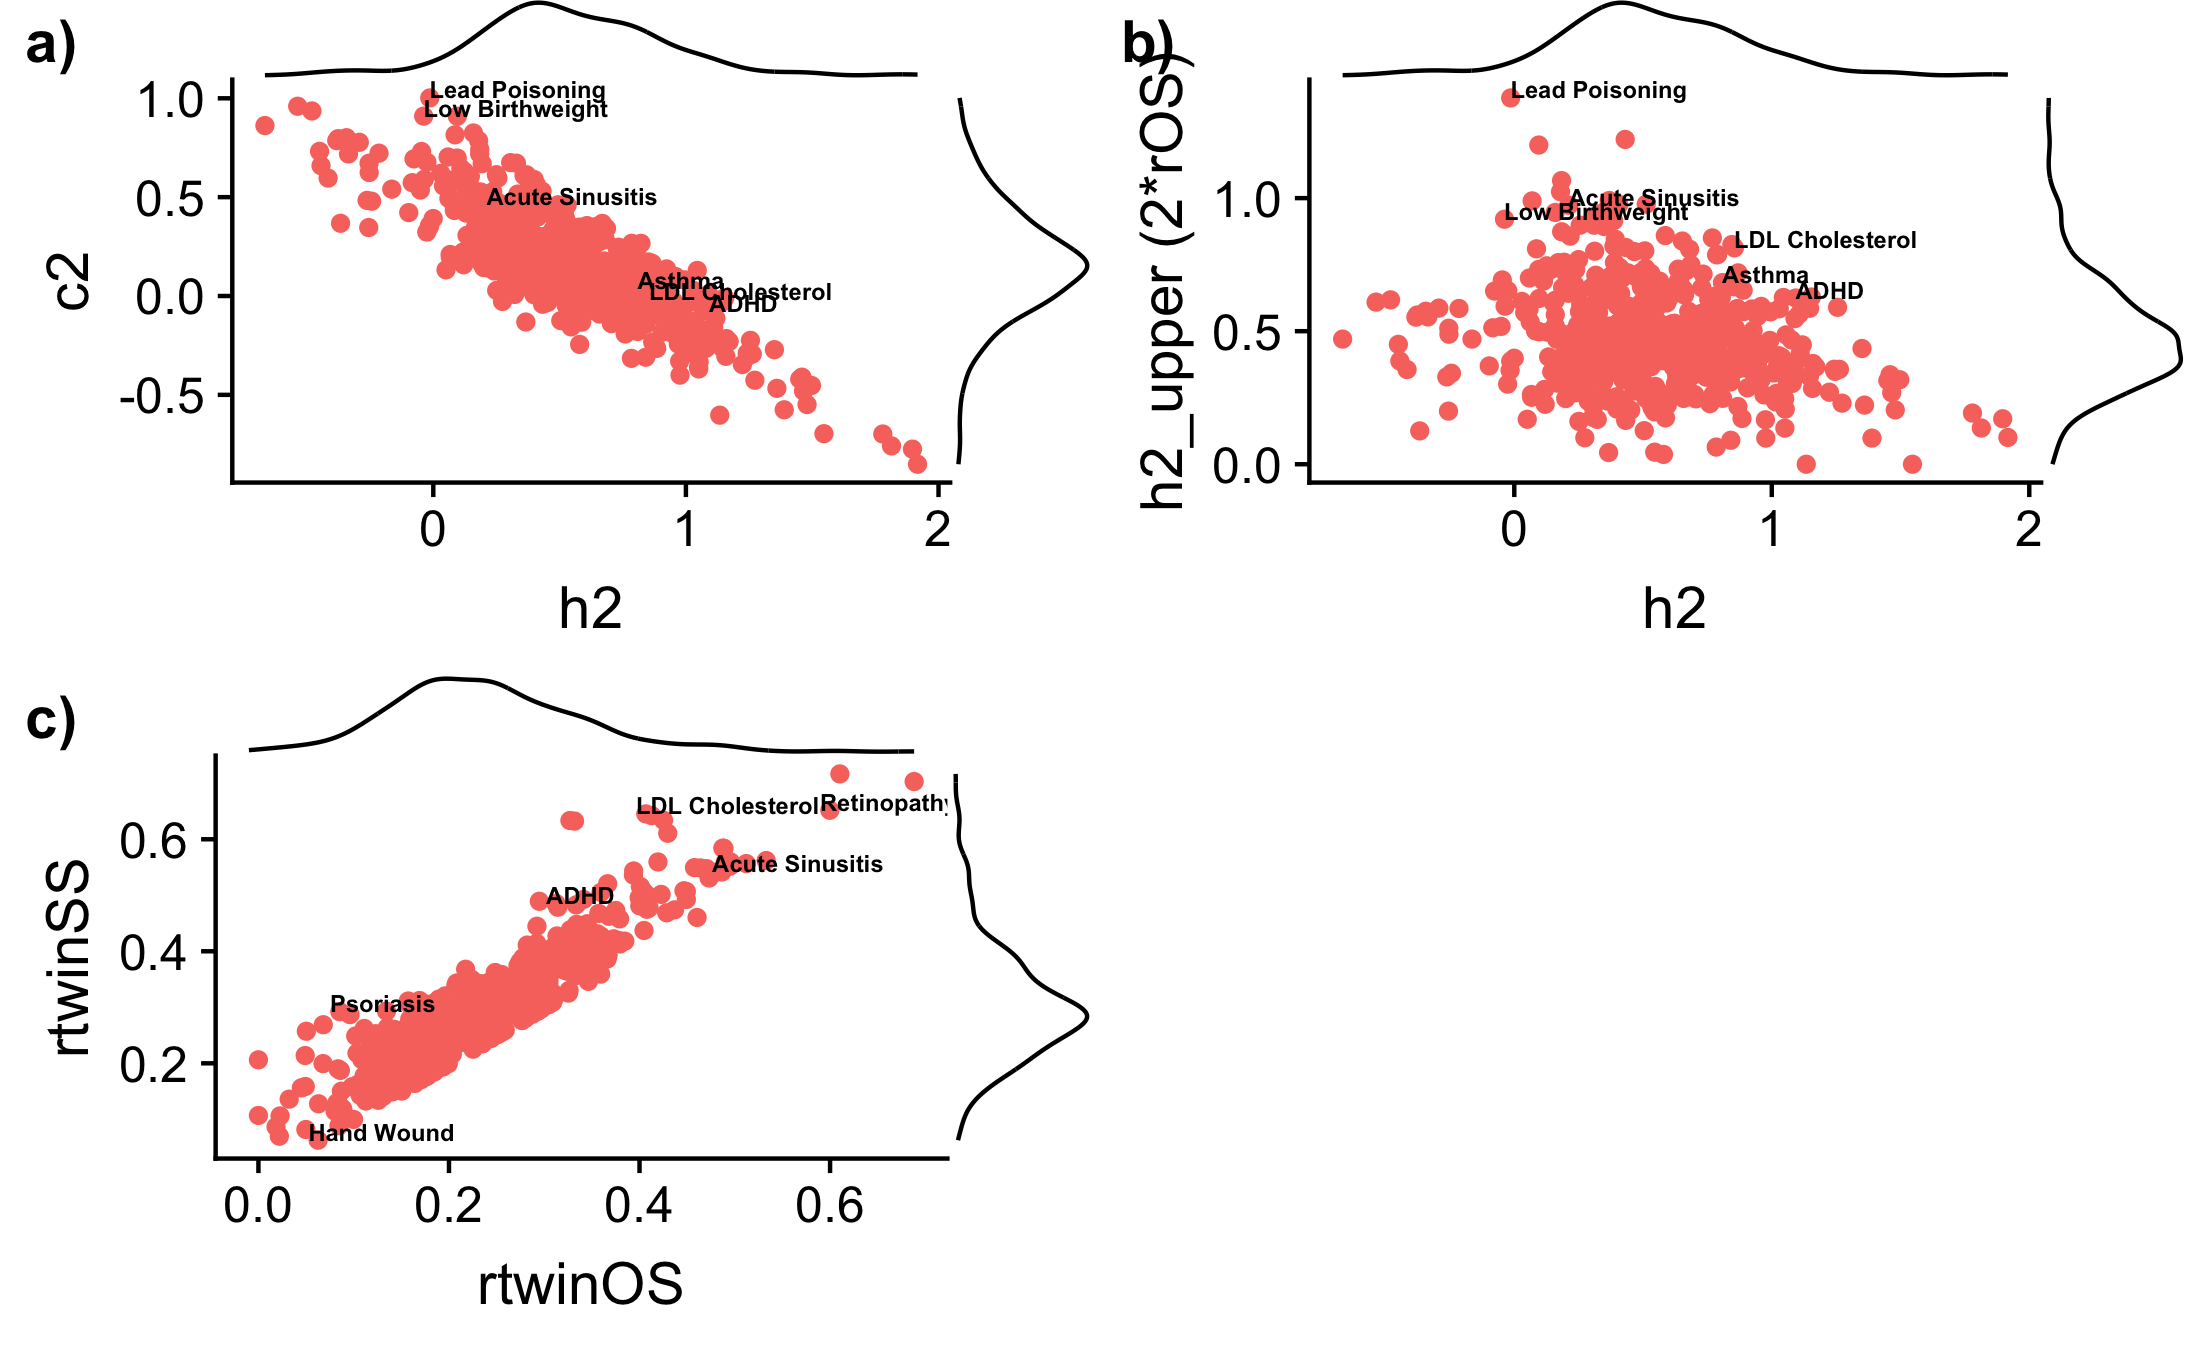 a)
1.0
0.5
0.0
-0.5
c2
Lead Poisoning
Low Birthweight
Acute Sinusitis
Asthma
LDL Cholesterol
ADHD
0 1 2
h2
b)
1.0
0.5
0.0
h2_upper (2*rOS)
Lead Poisoning
Acute Sinusitis
Low Birthweight
LDL Cholesterol
Asthma
ADHD
0 1 2
h2
c)
0.6
0.4
0.2
rtwinSS
LDL Cholesterol
Retinopathy
Acute Sinusitis
ADHD
Psoriasis
Hand Wound
0.0 0.2 0.4 0.6
rtwinOS